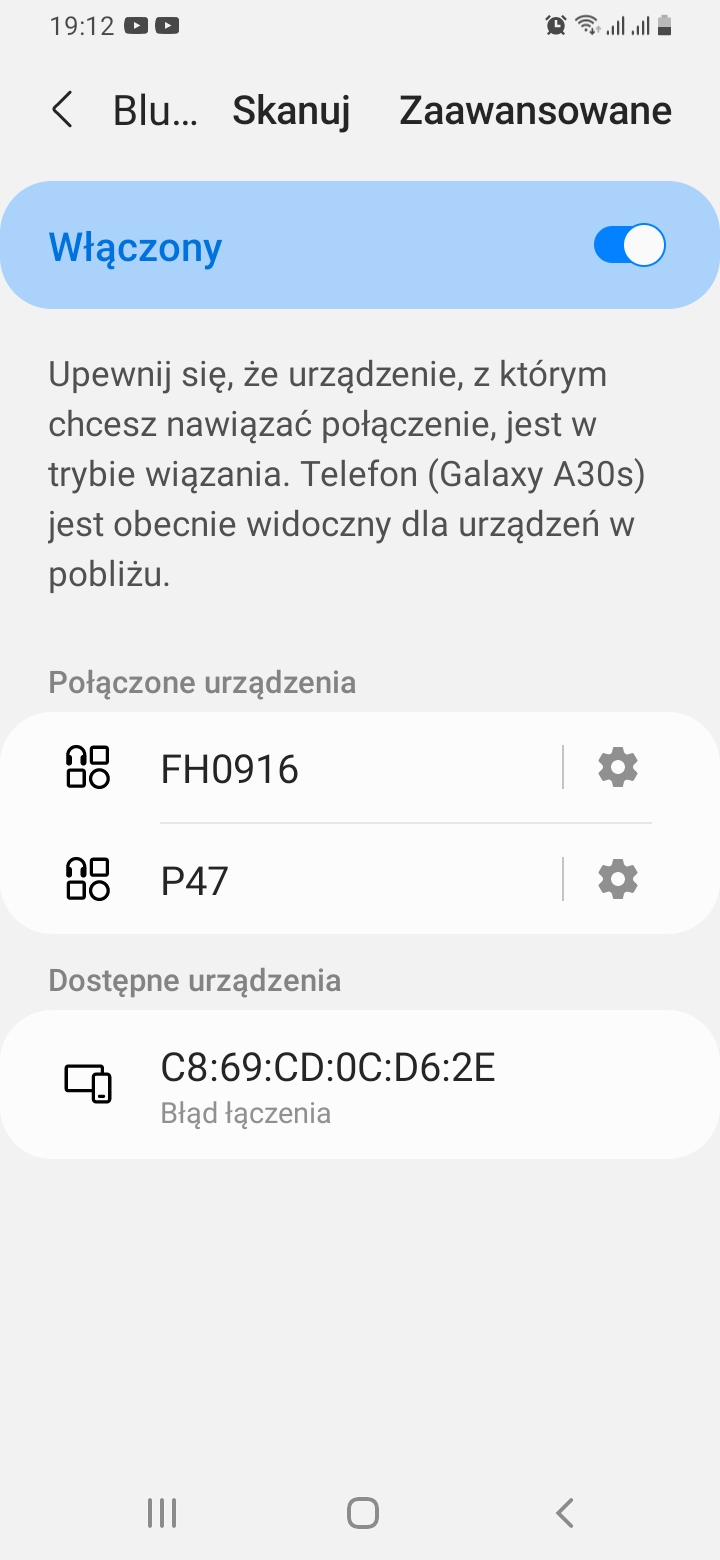 19:12
Blu... Skanuj Zaawansowane
Włączony
Upewnij się, że urządzenie, z którym
chcesz nawiązać połączenie, jest w
trybie wiązania. Telefon (Galaxy A30s)
jest obecnie widoczny dla urządzeń w
pobliżu.
Połączone urządzenia
FH0916
P47
Dostępne urządzenia
C8:69:CD:0C:D6:2E
Błąd łączenia